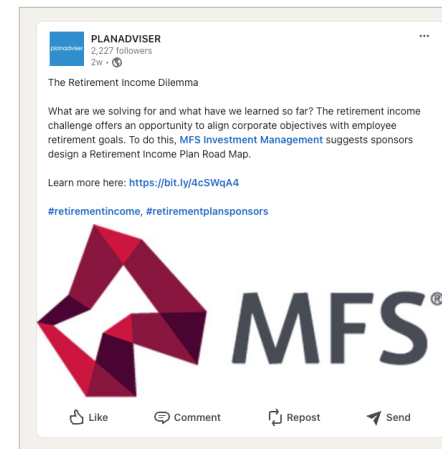 PLANADVISER
planadviser
2,227 followers
2w •
The Retirement Income Dilemma
What are we solving for and what have we learned so far? The retirement income
challenge offers an opportunity to align corporate objectives with employee
retirement goals. To do this, MFS Investment Management suggests sponsors
design a Retirement Income Plan Road Map.
Learn more here: https://bit.ly/4cSWqA4
#retirementincome, #retirementplansponsors
MFS®
Like Comment Repost Send